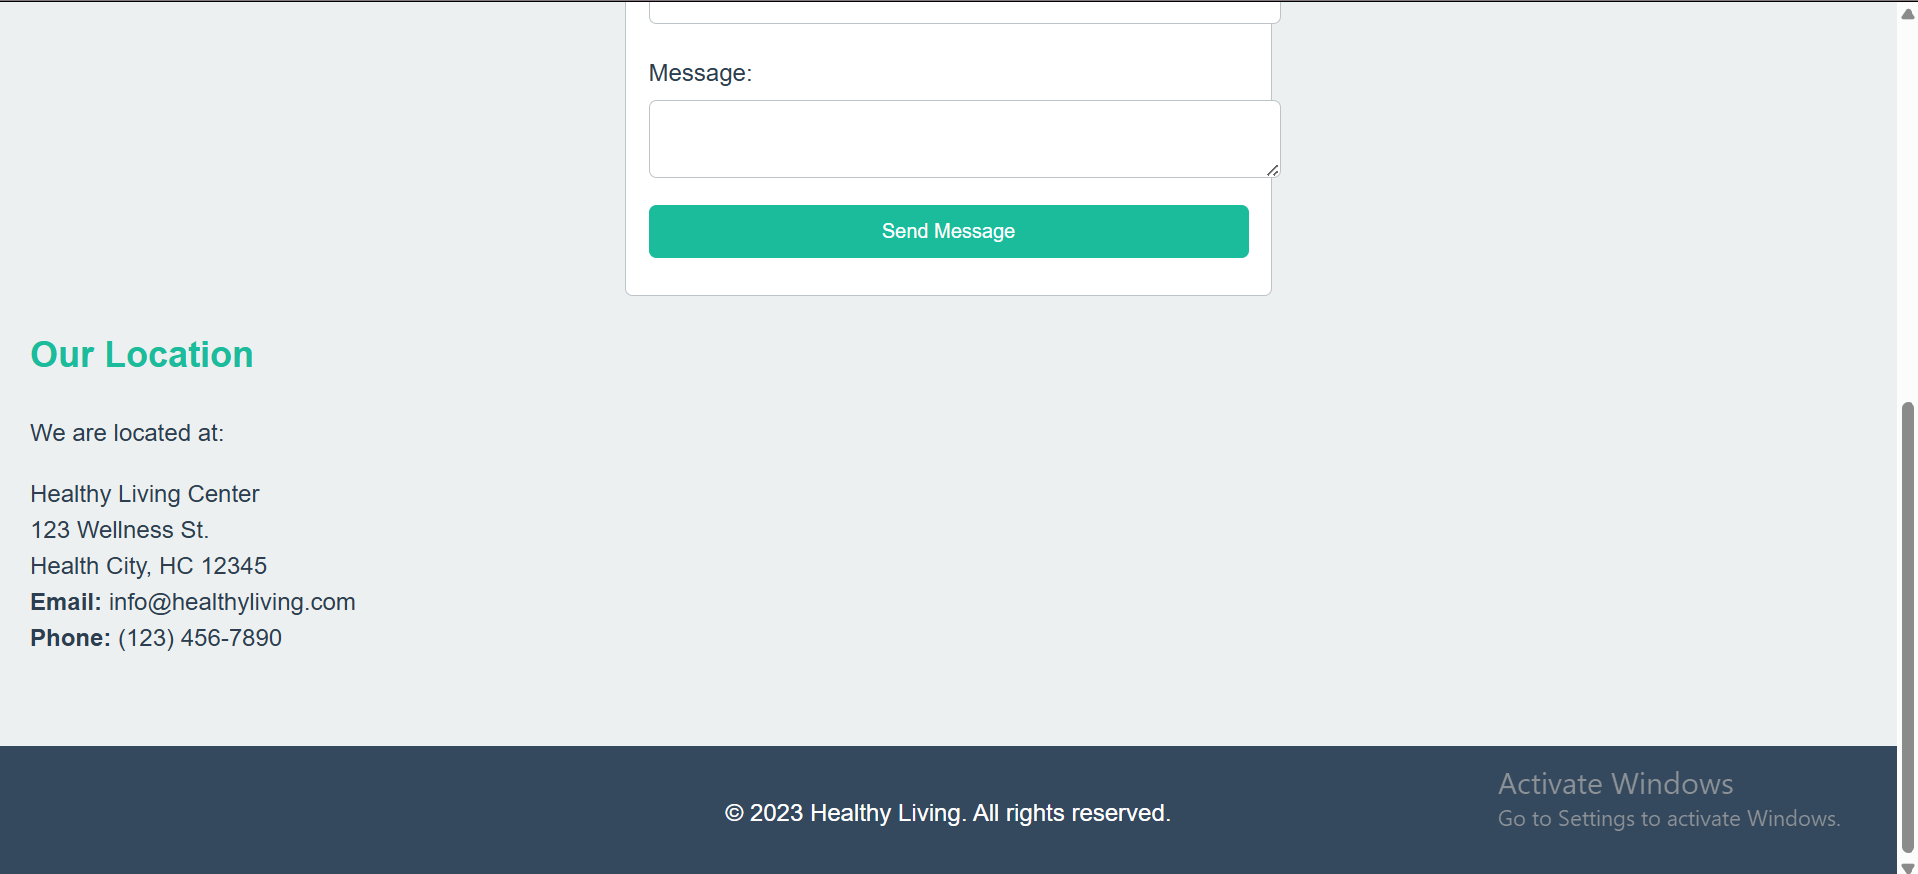 Message:
Send Message
Our Location
We are located at:
Healthy Living Center
123 Wellness St.
Health City, HC 12345
Email: info@healthyliving.com
Phone: (123) 456-7890
© 2023 Healthy Living. All rights reserved.
Activate Windows
Go to Settings to activate Windows.